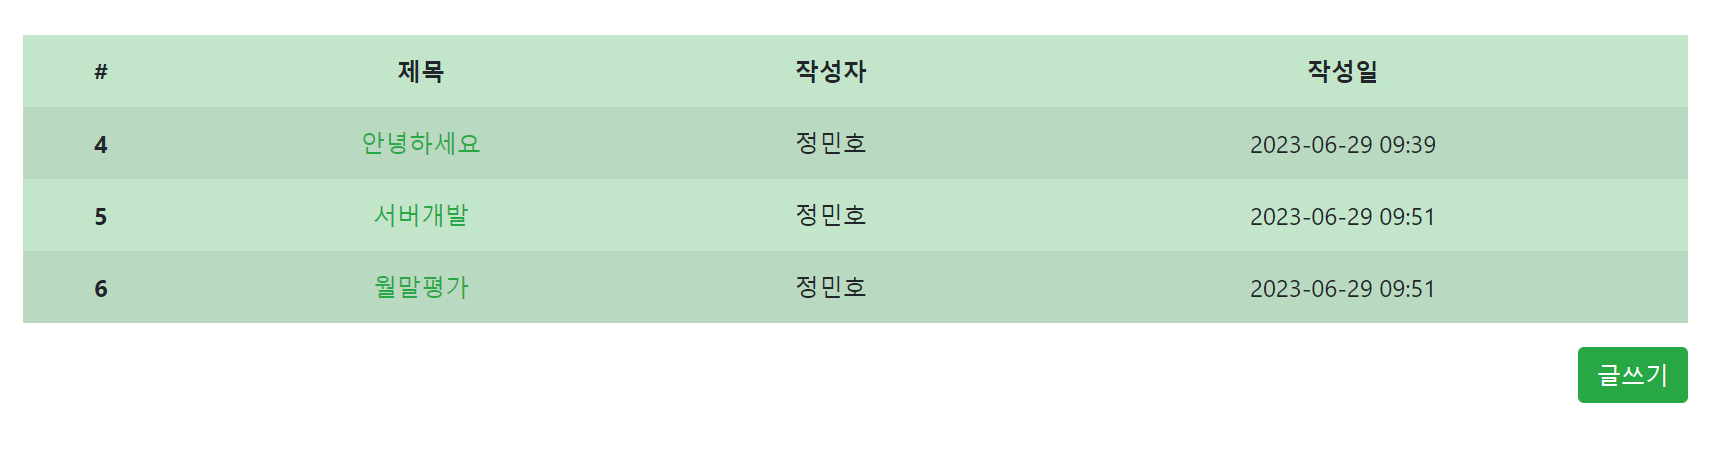 # 제목 작성자 작성일
4 안녕하세요 정민호 2023-06-29 09:39
5 서버개발 정민호 2023-06-29 09:51
6 월말평가 정민호 2023-06-29 09:51
글쓰기